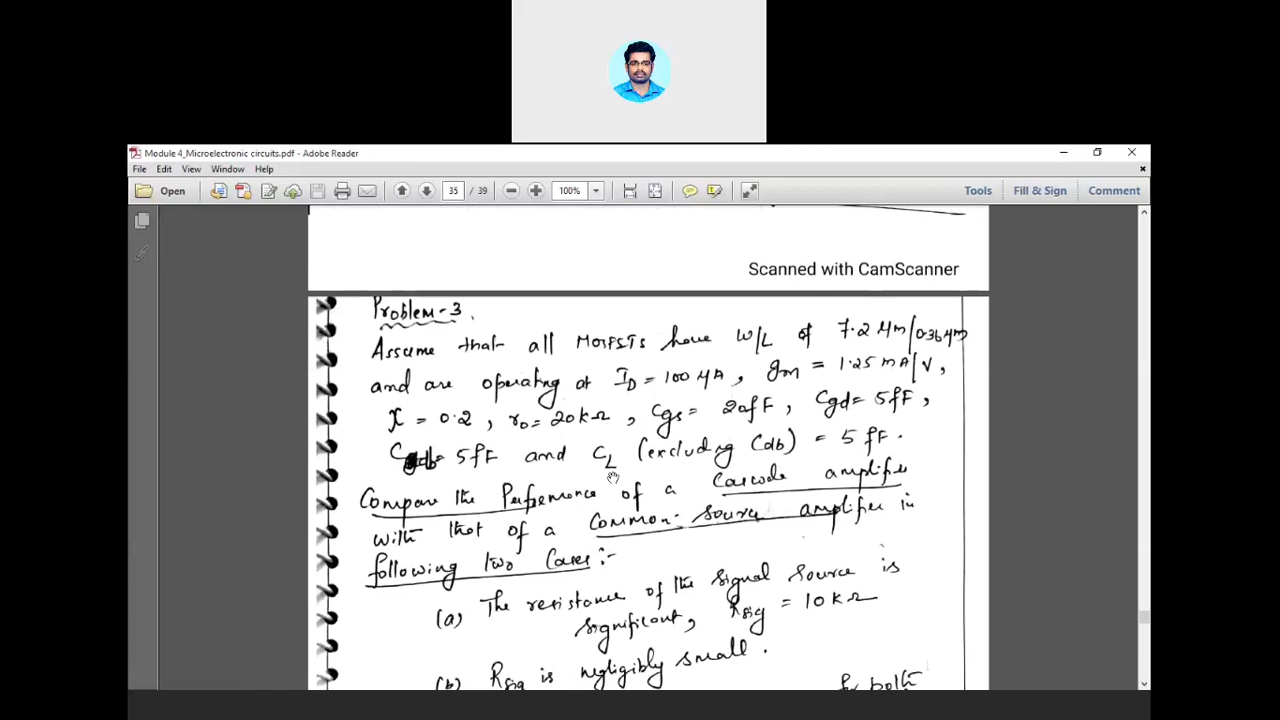 Module 4_Microelectronic circuits.pdf - Adobe Reader
File Edit View Window Help
Open 35 / 39 100% Tools Fill & Sign Comment
Scanned with CamScanner
Problem-3.
Assume that all MOSFETs have W/L of 7.2 μm/0.36 μm
and are operating at ID = 100 μA, gm = 1.25 mA/V,
χ = 0.2, ro = 20kΩ, Cgs = 20fF, Cgd = 5fF,
Cdb = 5fF and CL (excluding Cdb) = 5 fF.
Compare the Performance of a Cascode amplifier
with that of a Common-source amplifier in
following two Cases :-
(a) The resistance of the signal source is
significant, Rsig = 10kΩ
(b) Rsig is negligibly small.
for both